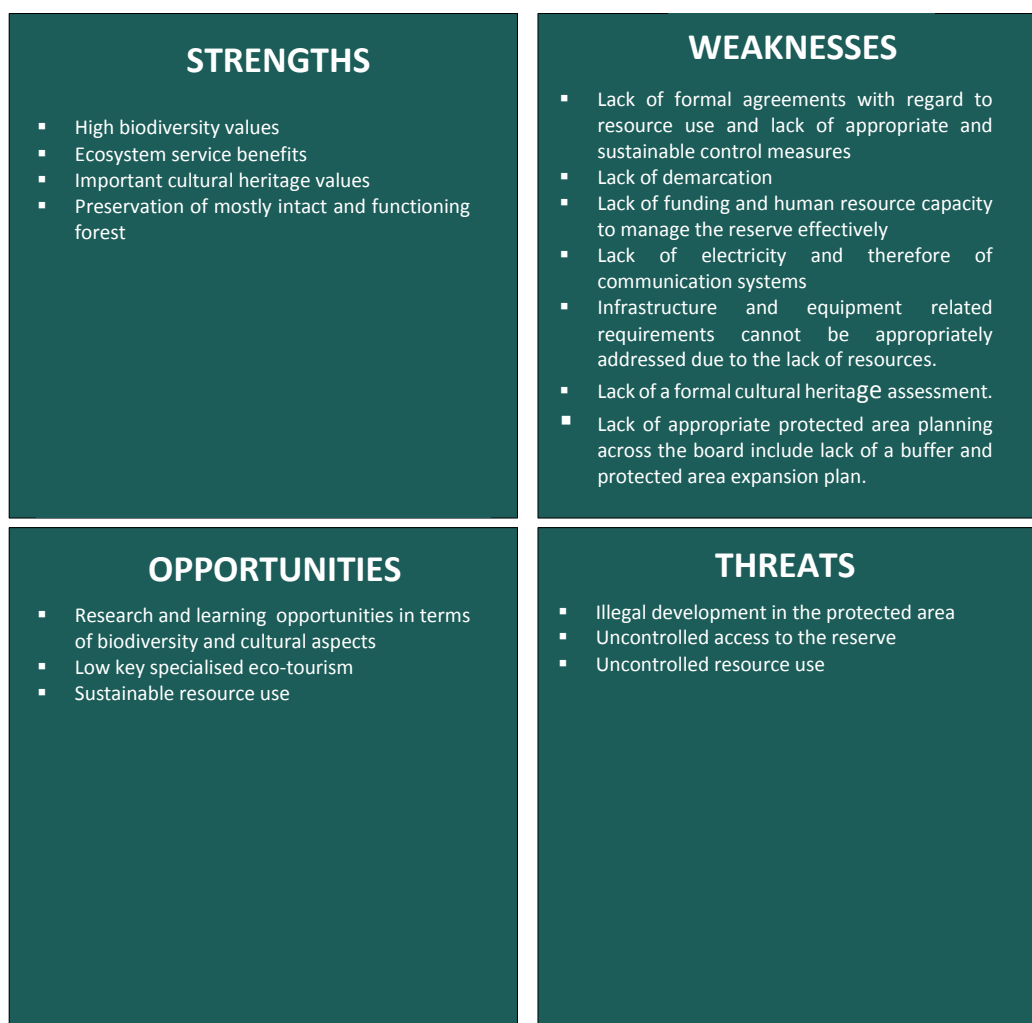 STRENGTHS
▪ High biodiversity values
▪ Ecosystem service benefits
▪ Important cultural heritage values
▪ Preservation of mostly intact and functioning
forest
WEAKNESSES
▪ Lack of formal agreements with regard to
resource use and lack of appropriate and
sustainable control measures
▪ Lack of demarcation
▪ Lack of funding and human resource capacity
to manage the reserve effectively
▪ Lack of electricity and therefore of
communication systems
▪ Infrastructure and equipment related
requirements cannot be appropriately
addressed due to the lack of resources.
▪ Lack of a formal cultural heritage assessment.
▪ Lack of appropriate protected area planning
across the board include lack of a buffer and
protected area expansion plan.
OPPORTUNITIES
▪ Research and learning opportunities in terms
of biodiversity and cultural aspects
▪ Low key specialised eco-tourism
▪ Sustainable resource use
THREATS
▪ Illegal development in the protected area
▪ Uncontrolled access to the reserve
▪ Uncontrolled resource use